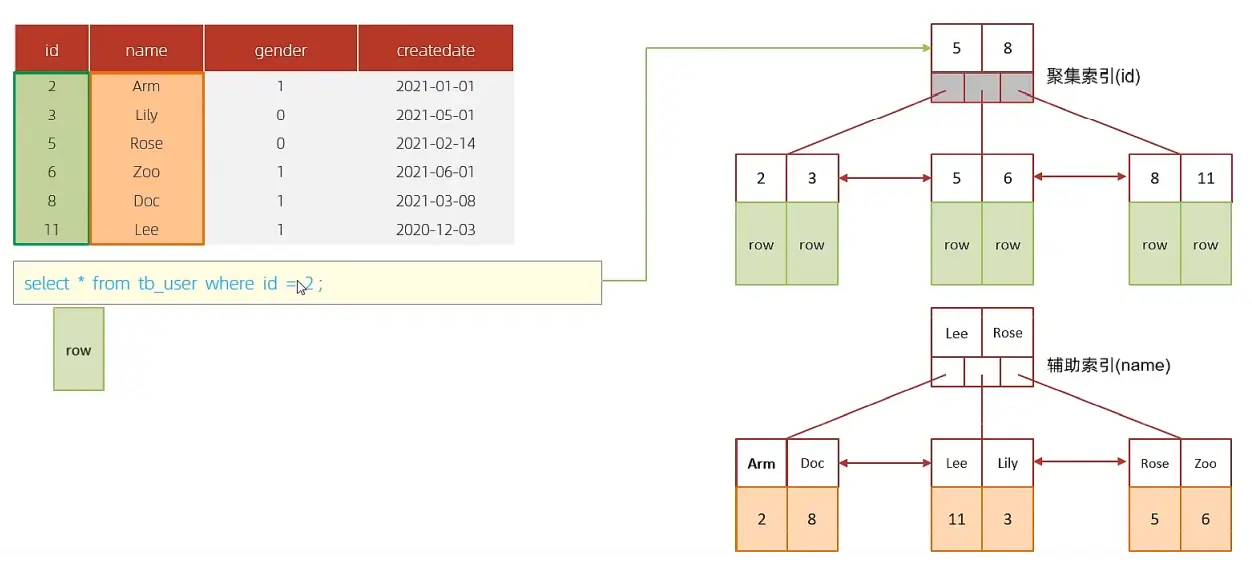 id name gender createdate
2 Arm 1 2021-01-01
3 Lily 0 2021-05-01
5 Rose 0 2021-02-14
6 Zoo 1 2021-06-01
8 Doc 1 2021-03-08
11 Lee 1 2020-12-03
select * from tb_user where id = 2 ;
row
5 8
聚集索引(id)
2 3 5 6 8 11
row row row row row row
Lee Rose
辅助索引(name)
Arm Doc Lee Lily Rose Zoo
2 8 11 3 5 6